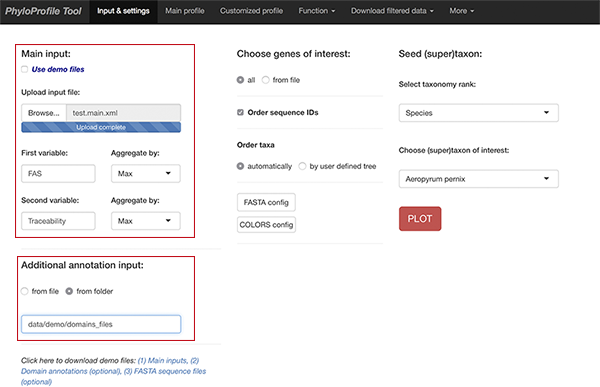 PhyloProfile Tool Input & settings Main profile Customized profile Function Download filtered data More
Main input:
Use demo files
Upload input file:
Browse... test.main.xml
Upload complete
First variable: Aggregate by:
FAS Max
Second variable: Aggregate by:
Traceability Max
Additional annotation input:
from file from folder
data/demo/domains_files
Click here to download demo files: (1) Main inputs, (2)
Domain annotations (optional), (3) FASTA sequence files
(optional)
Choose genes of interest:
all from file
Order sequence IDs
Order taxa
automatically by user defined tree
FASTA config
COLORS config
Seed (super)taxon:
Select taxonomy rank:
Species
Choose (super)taxon of interest:
Aeropyrum pernix
PLOT